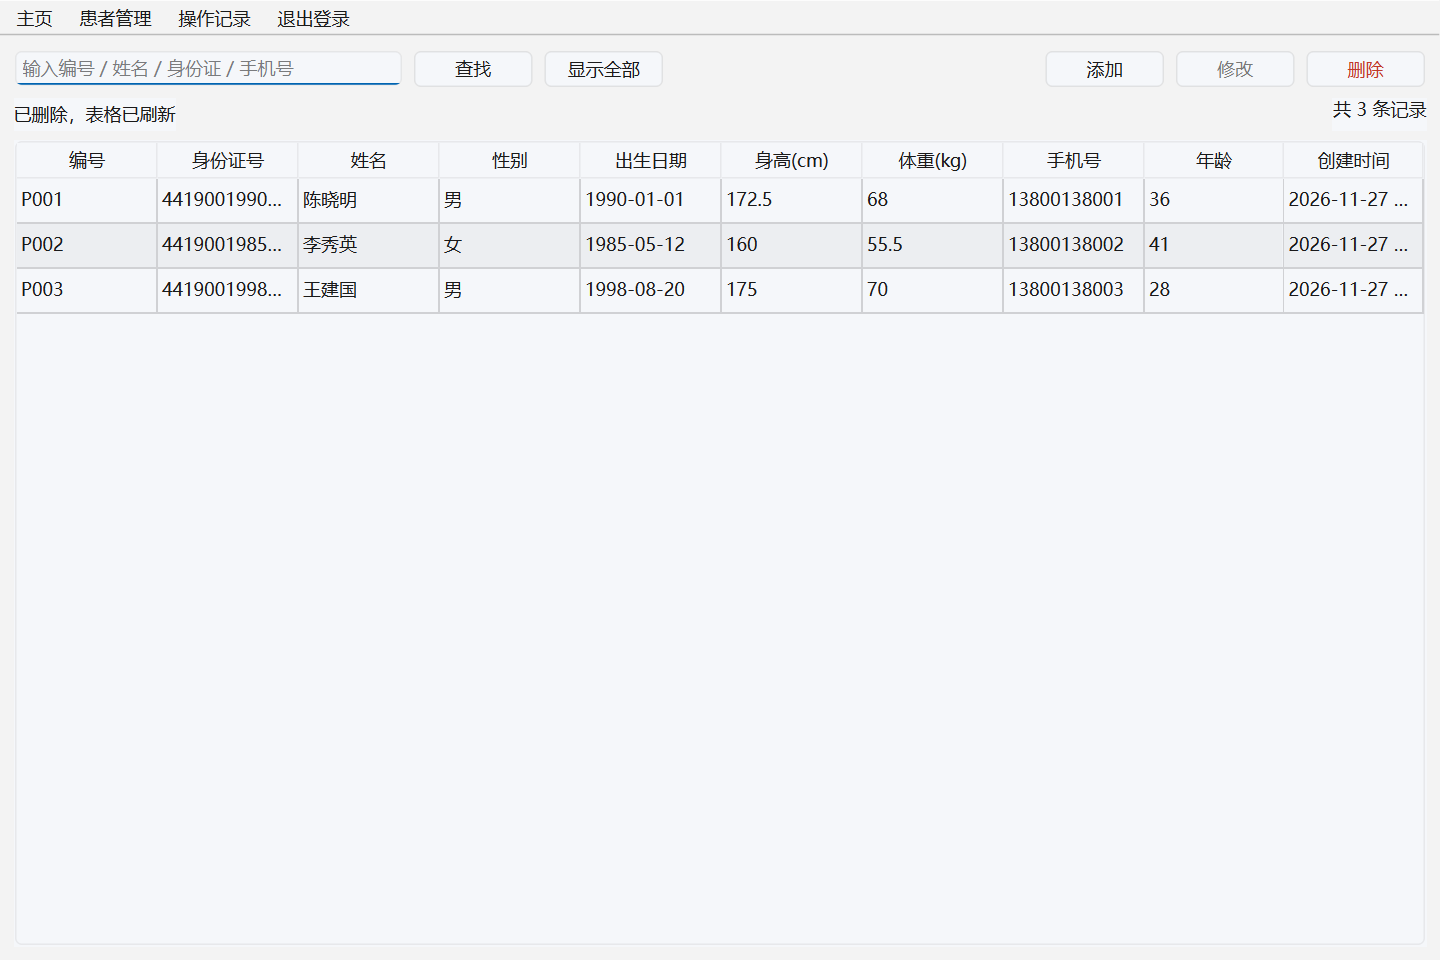 主页 患者管理 操作记录 退出登录
输入编号 / 姓名 / 身份证 / 手机号 查找 显示全部 添加 修改 删除
已删除，表格已刷新 共 3 条记录
编号 身份证号 姓名 性别 出生日期 身高(cm) 体重(kg) 手机号 年龄 创建时间
P001 4419001990... 陈晓明 男 1990-01-01 172.5 68 13800138001 36 2026-11-27 ...
P002 4419001985... 李秀英 女 1985-05-12 160 55.5 13800138002 41 2026-11-27 ...
P003 4419001998... 王建国 男 1998-08-20 175 70 13800138003 28 2026-11-27 ...